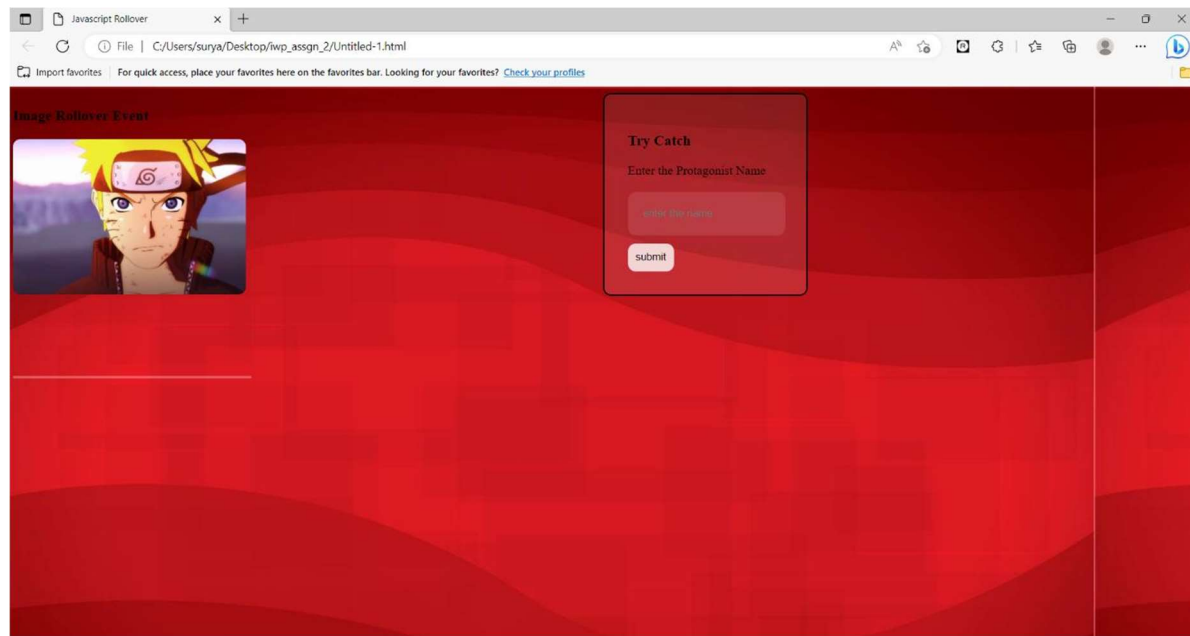 Javascript Rollover
File | C:/Users/surya/Desktop/iwp_assgn_2/Untitled-1.html
Import favorites | For quick access, place your favorites here on the favorites bar. Looking for your favorites? Check your profiles
Image Rollover Event
Try Catch
Enter the Protagonist Name
enter the name
submit